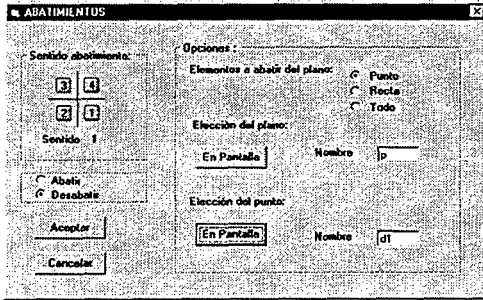 ABATIMIENTOS
Sentido abatimiento:
3 4
2 1
Sentido 1
Abatir
Desabatir
Aceptar
Cancelar
Opciones :
Elementos a abatir del plano:
Punto
Recta
Todo
Elección del plano:
En Pantalla
Nombre
p
Elección del punto:
En Pantalla
Nombre
d1